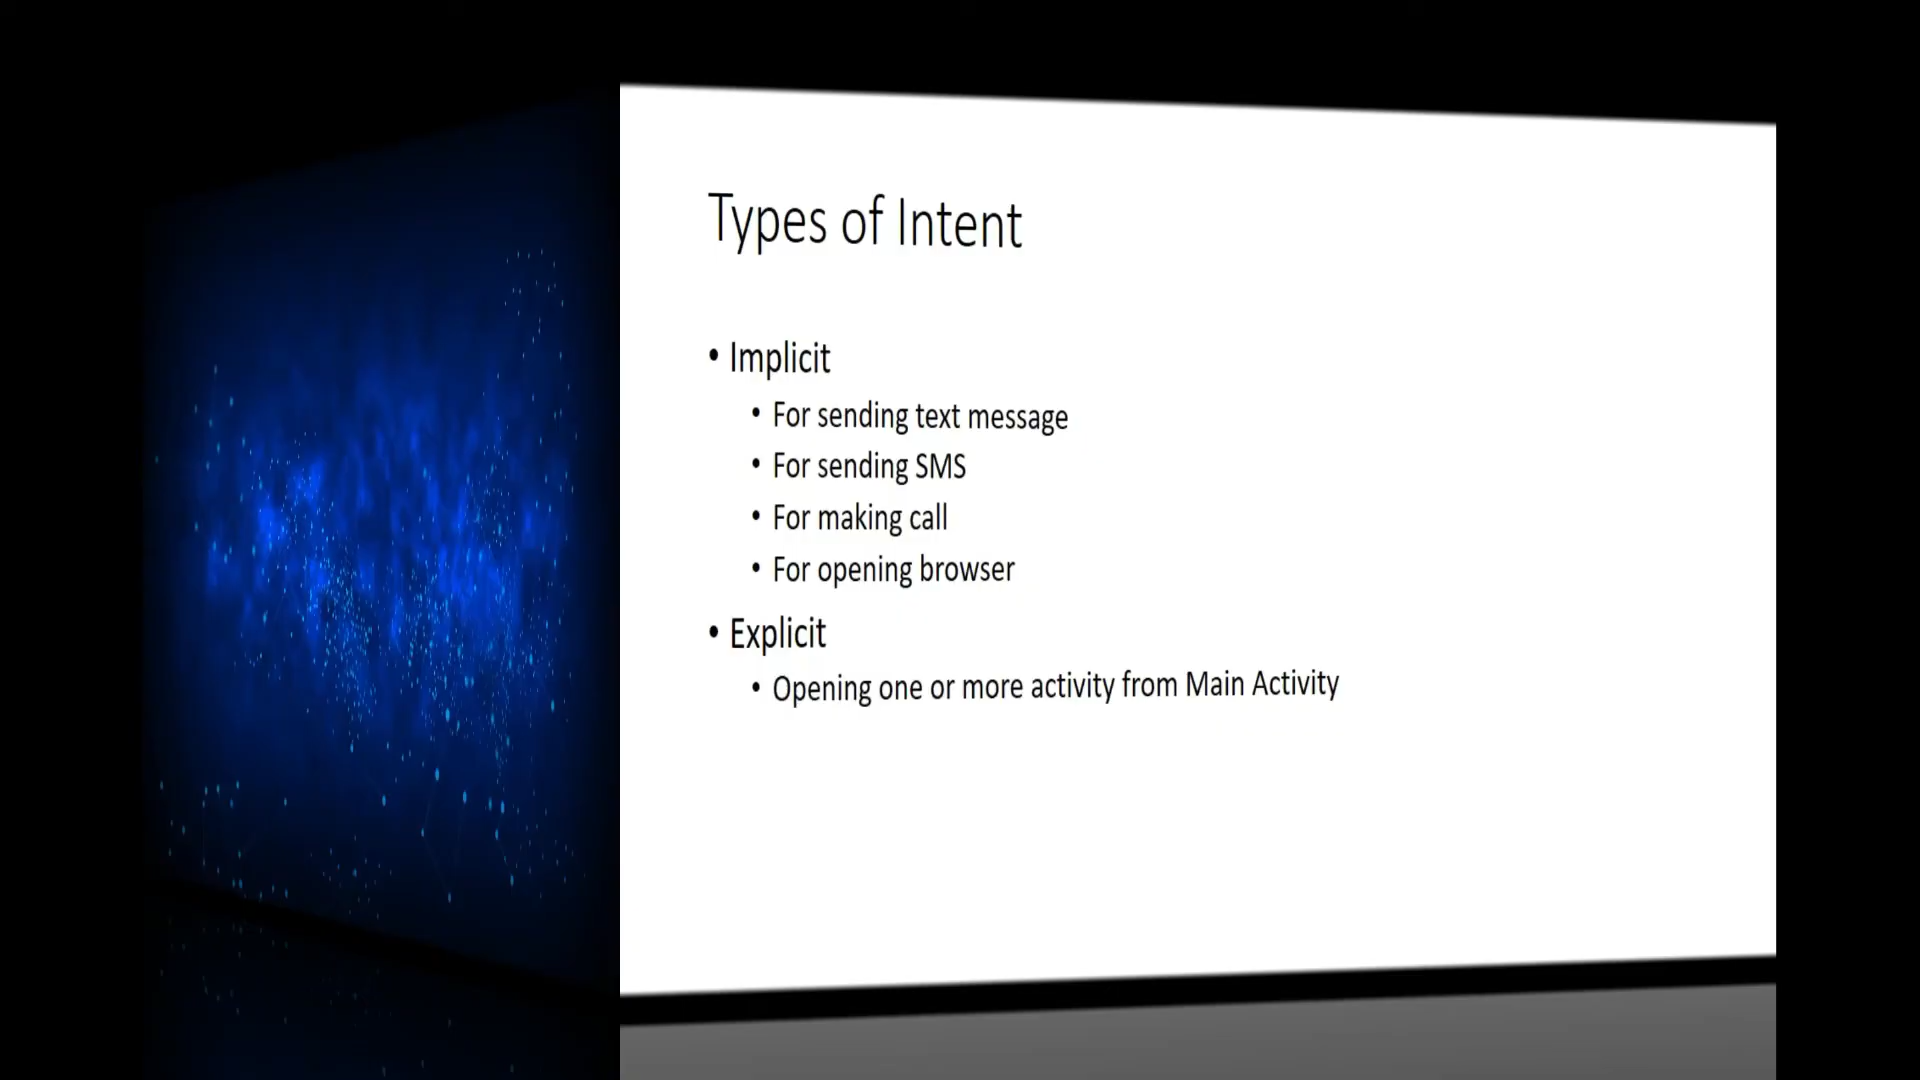 Types of Intent
• Implicit
• For sending text message
• For sending SMS
• For making call
• For opening browser
• Explicit
• Opening one or more activity from Main Activity